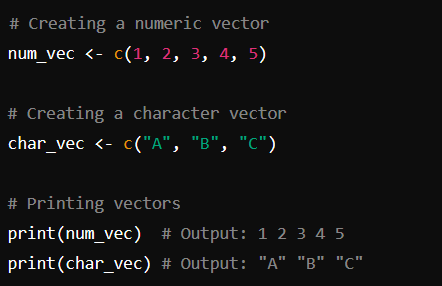 # Creating a numeric vector
num_vec <- c(1, 2, 3, 4, 5)
# Creating a character vector
char_vec <- c("A", "B", "C")
# Printing vectors
print(num_vec)  # Output: 1 2 3 4 5
print(char_vec) # Output: "A" "B" "C"